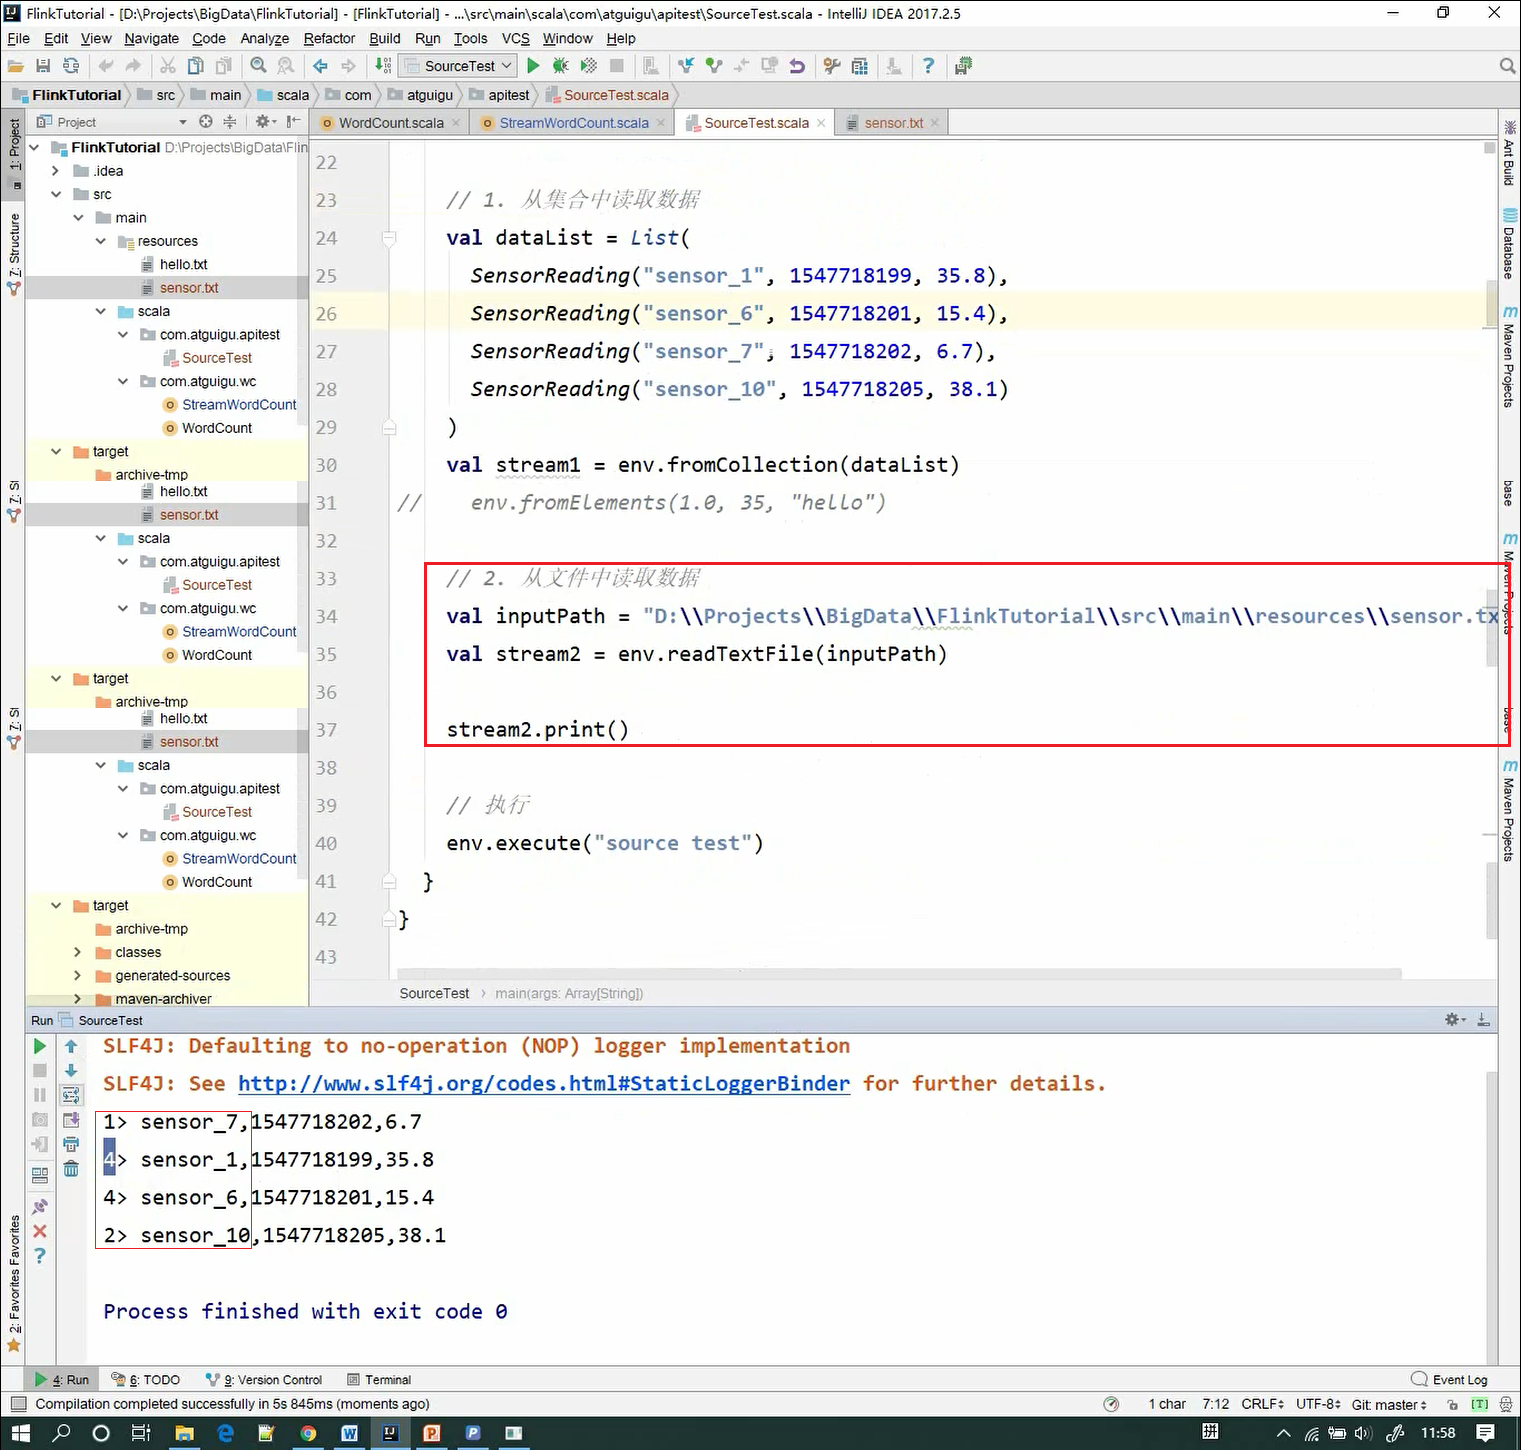 FlinkTutorial - [D:\Projects\BigData\FlinkTutorial] - [FlinkTutorial] - ...\src\main\scala\com\atguigu\apitest\SourceTest.scala - IntelliJ IDEA 2017.2.5
File Edit View Navigate Code Analyze Refactor Build Run Tools VCS Window Help
SourceTest
FlinkTutorial src main scala com atguigu apitest SourceTest.scala
Project
WordCount.scala StreamWordCount.scala SourceTest.scala sensor.txt
1: Project
7: Structure
7: St
7: St
2: Favorites Favorites
FlinkTutorial D:\Projects\BigData\Flin
.idea
src
main
resources
hello.txt
sensor.txt
scala
com.atguigu.apitest
SourceTest
com.atguigu.wc
StreamWordCount
WordCount
target
archive-tmp
hello.txt
sensor.txt
scala
com.atguigu.apitest
SourceTest
com.atguigu.wc
StreamWordCount
WordCount
target
archive-tmp
hello.txt
sensor.txt
scala
com.atguigu.apitest
SourceTest
com.atguigu.wc
StreamWordCount
WordCount
target
archive-tmp
classes
generated-sources
maven-archiver
22
23 // 1. 从集合中读取数据
24 val dataList = List(
25 SensorReading("sensor_1", 1547718199, 35.8),
26 SensorReading("sensor_6", 1547718201, 15.4),
27 SensorReading("sensor_7", 1547718202, 6.7),
28 SensorReading("sensor_10", 1547718205, 38.1)
29 )
30 val stream1 = env.fromCollection(dataList)
31 // env.fromElements(1.0, 35, "hello")
32
33 // 2. 从文件中读取数据
34 val inputPath = "D:\\Projects\\BigData\\FlinkTutorial\\src\\main\\resources\\sensor.tx
35 val stream2 = env.readTextFile(inputPath)
36
37 stream2.print()
38
39 // 执行
40 env.execute("source test")
41 }
42 }
43
SourceTest main(args: Array[String])
Ant Build
Database
Maven Projects
base
Maven Projects
base
Maven Projects
Run SourceTest
SLF4J: Defaulting to no-operation (NOP) logger implementation
SLF4J: See http://www.slf4j.org/codes.html#StaticLoggerBinder for further details.
1> sensor_7,1547718202,6.7
4> sensor_1,1547718199,35.8
4> sensor_6,1547718201,15.4
2> sensor_10,1547718205,38.1
Process finished with exit code 0
4: Run 6: TODO 9: Version Control Terminal Event Log
Compilation completed successfully in 5s 845ms (moments ago) 1 char 7:12 CRLF UTF-8 Git: master [T]
拼 11:58